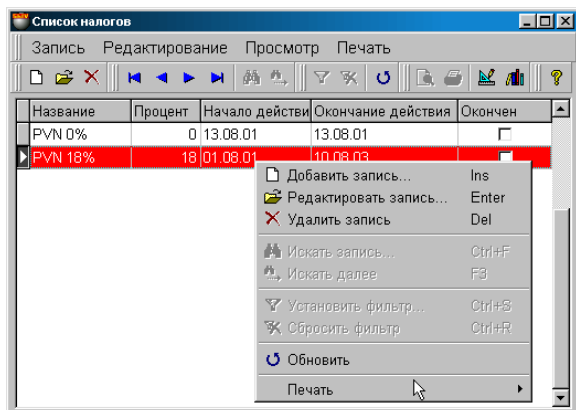 Список налогов
Запись Редактирование Просмотр Печать
Название Процент Начало действи Окончание действия Окончен
PVN 0% 0 13.08.01 13.08.01
PVN 18% 18 01.08.01 10.08.03
Добавить запись... Ins
Редактировать запись... Enter
Удалить запись Del
Искать запись... Ctrl+F
Искать далее F3
Установить фильтр... Ctrl+S
Сбросить фильтр Ctrl+R
Обновить
Печать